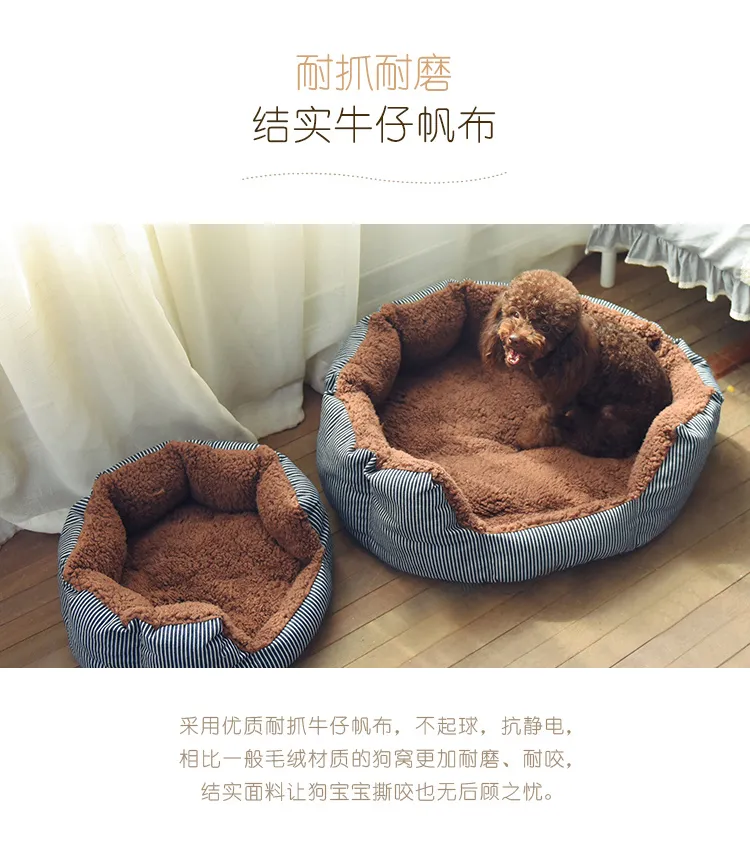 耐抓耐磨
结实牛仔帆布
采用优质耐抓牛仔帆布，不起球，抗静电，
相比一般毛绒材质的狗窝更加耐磨、耐咬，
结实面料让狗宝宝撕咬也无后顾之忧。